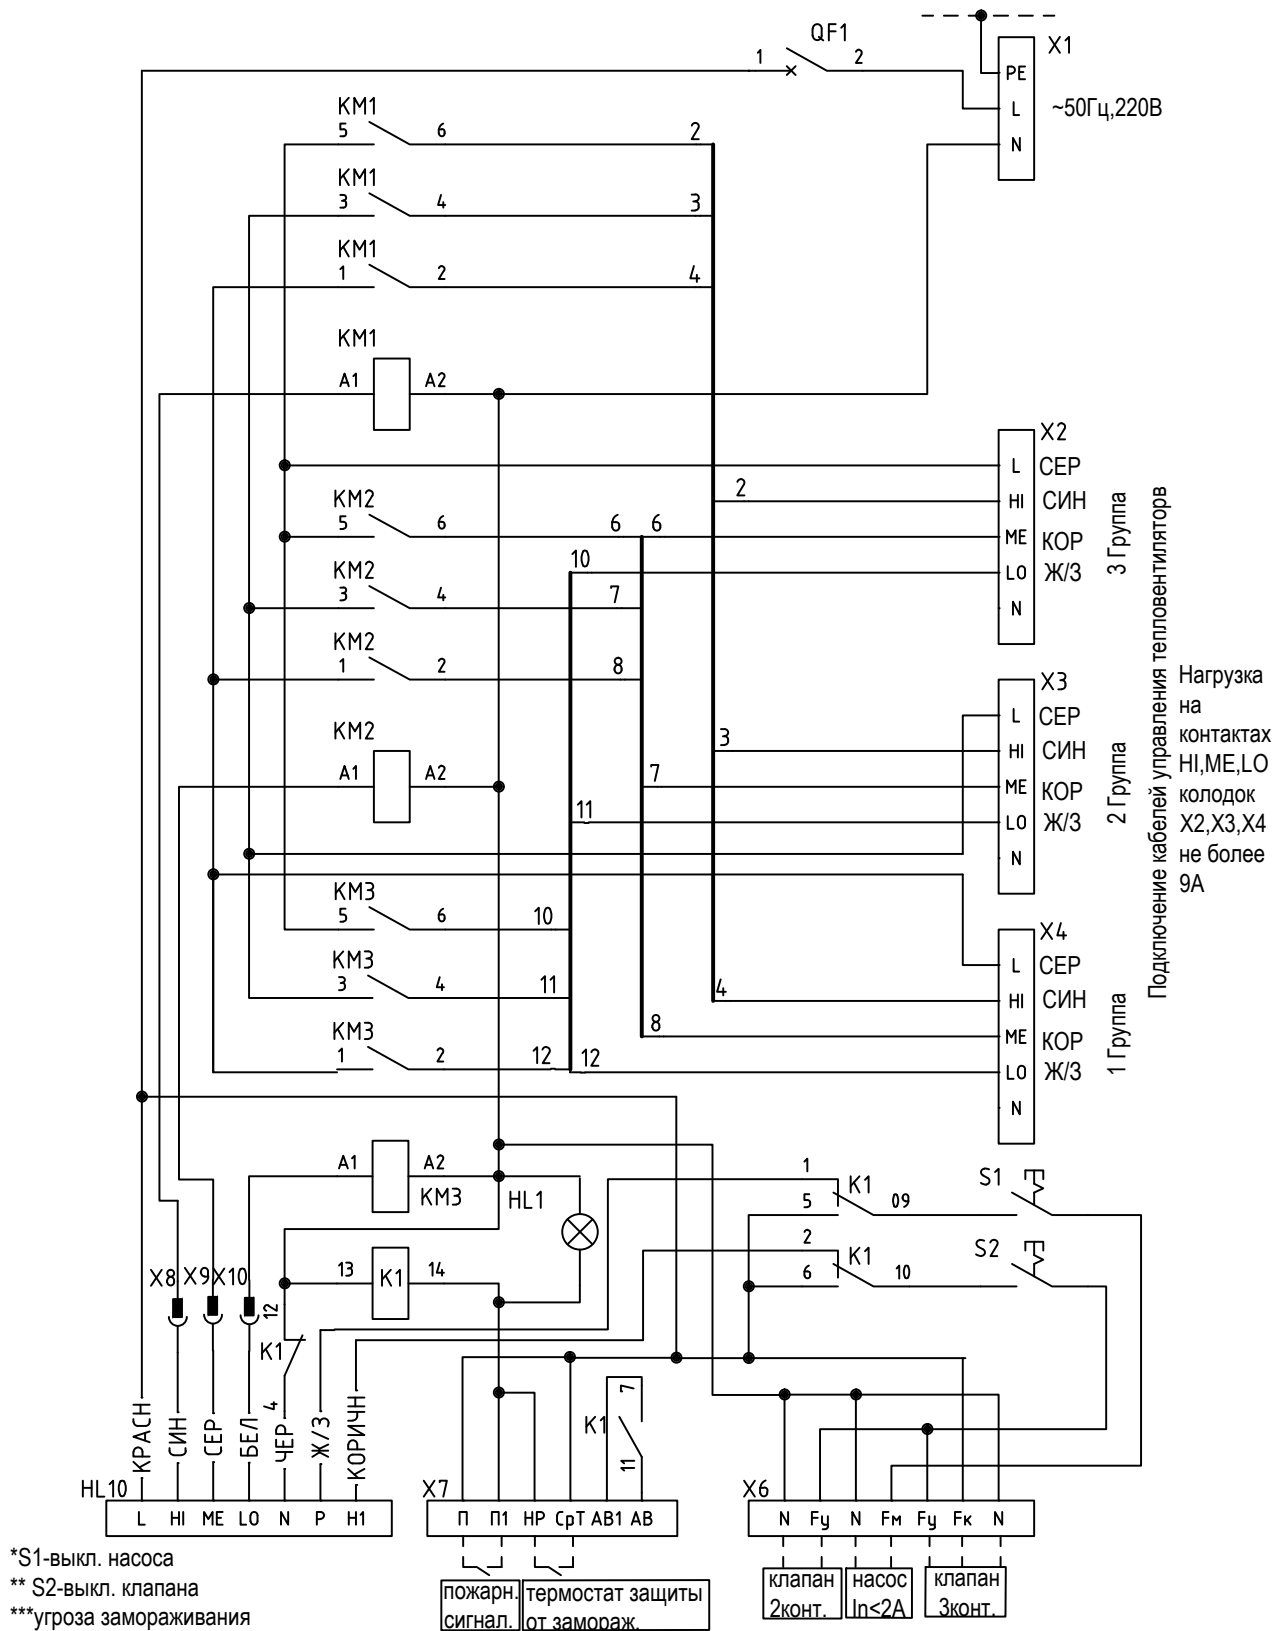 QF1
1
2
X1
PE
L
N
~50Гц,220В
KM1
5
6
2
KM1
3
4
3
KM1
1
2
4
KM1
A1
A2
X2
L
HI
ME
LO
N
СЕР
СИН
КОР
Ж/З
3 Группа
2
KM2
5
6
6
6
10
KM2
3
4
7
KM2
1
2
8
KM2
A1
A2
X3
L
HI
ME
LO
N
СЕР
СИН
КОР
Ж/З
2 Группа
3
7
11
Подключение кабелей управления тепловентиляторв
Нагрузка
на
контактах
HI,ME,LO
колодок
X2,X3,X4
не более
9А
KM3
5
6
10
KM3
3
4
11
KM3
1
2
12
12
X4
L
HI
ME
LO
N
СЕР
СИН
КОР
Ж/З
1 Группа
4
8
A1
A2
KM3
HL1
1
5
K1
09
S1
2
6
K1
10
S2
X8
X9
X10
12
13
K1
14
K1
4
КРАСН
СИН
СЕР
БЕЛ
ЧЕР
Ж/З
КОРИЧН
K1
7
11
HL10
L HI ME LO N P H1
X7
П П1 НР СрТ АВ1 АВ
X6
N Fу N Fм Fу Fк N
пожарн.
сигнал.
термостат защиты
от замораж.
клапан
2конт.
насос
In<2A
клапан
3конт.
*S1-выкл. насоса
** S2-выкл. клапана
***угроза замораживания